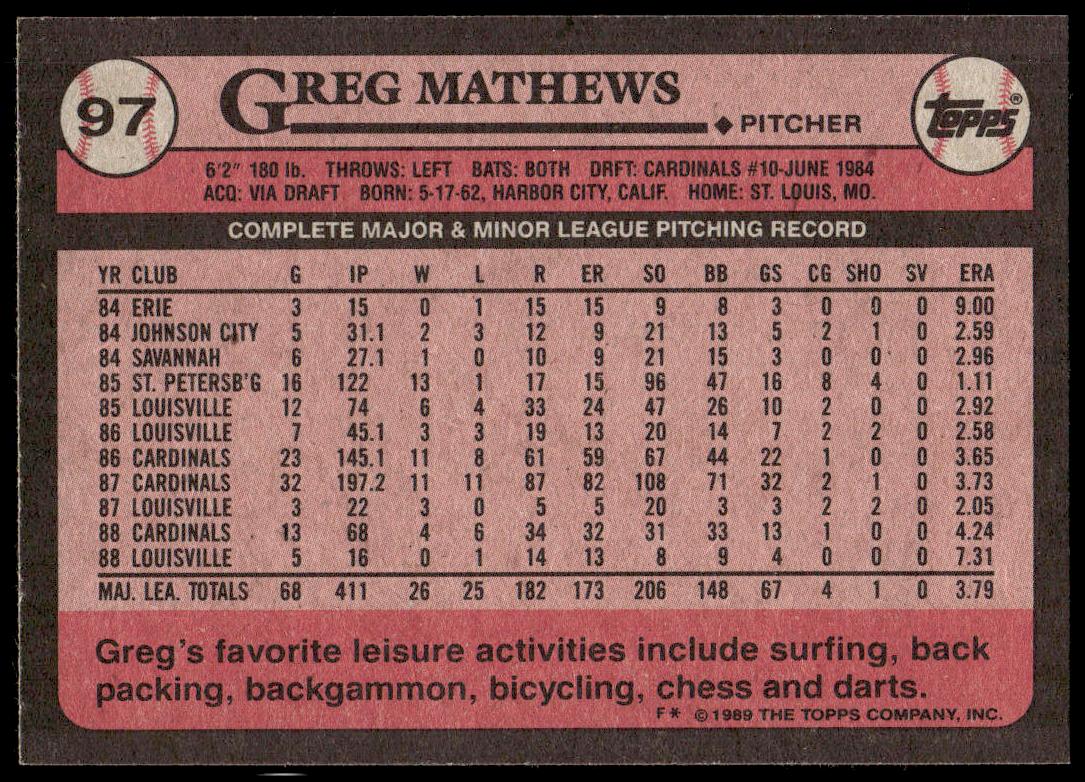 97
GREG MATHEWS
◆ PITCHER
TOPPS®
6'2" 180 lb. THROWS: LEFT BATS: BOTH DRFT: CARDINALS #10-JUNE 1984
ACQ: VIA DRAFT BORN: 5-17-62, HARBOR CITY, CALIF. HOME: ST. LOUIS, MO.
COMPLETE MAJOR & MINOR LEAGUE PITCHING RECORD
YR CLUB G IP W L R ER SO BB GS CG SHO SV ERA
84 ERIE 3 15 0 1 15 15 9 8 3 0 0 0 9.00
84 JOHNSON CITY 5 31.1 2 3 12 9 21 13 5 2 1 0 2.59
84 SAVANNAH 6 27.1 1 0 10 9 21 15 3 0 0 0 2.96
85 ST. PETERSB'G 16 122 13 1 17 15 96 47 16 8 4 0 1.11
85 LOUISVILLE 12 74 6 4 33 24 47 26 10 2 0 0 2.92
86 LOUISVILLE 7 45.1 3 3 19 13 20 14 7 2 2 0 2.58
86 CARDINALS 23 145.1 11 8 61 59 67 44 22 1 0 0 3.65
87 CARDINALS 32 197.2 11 11 87 82 108 71 32 2 1 0 3.73
87 LOUISVILLE 3 22 3 0 5 5 20 3 3 2 2 0 2.05
88 CARDINALS 13 68 4 6 34 32 31 33 13 1 0 0 4.24
88 LOUISVILLE 5 16 0 1 14 13 8 9 4 0 0 0 7.31
MAJ. LEA. TOTALS 68 411 26 25 182 173 206 148 67 4 1 0 3.79
Greg's favorite leisure activities include surfing, back
packing, backgammon, bicycling, chess and darts.
F* ©1989 THE TOPPS COMPANY, INC.